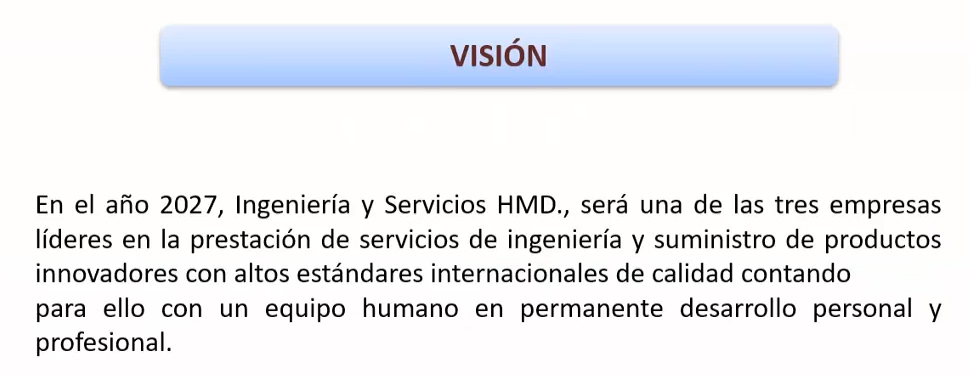 VISIÓN
En el año 2027, Ingeniería y Servicios HMD., será una de las tres empresas
líderes en la prestación de servicios de ingeniería y suministro de productos
innovadores con altos estándares internacionales de calidad contando
para ello con un equipo humano en permanente desarrollo personal y
profesional.